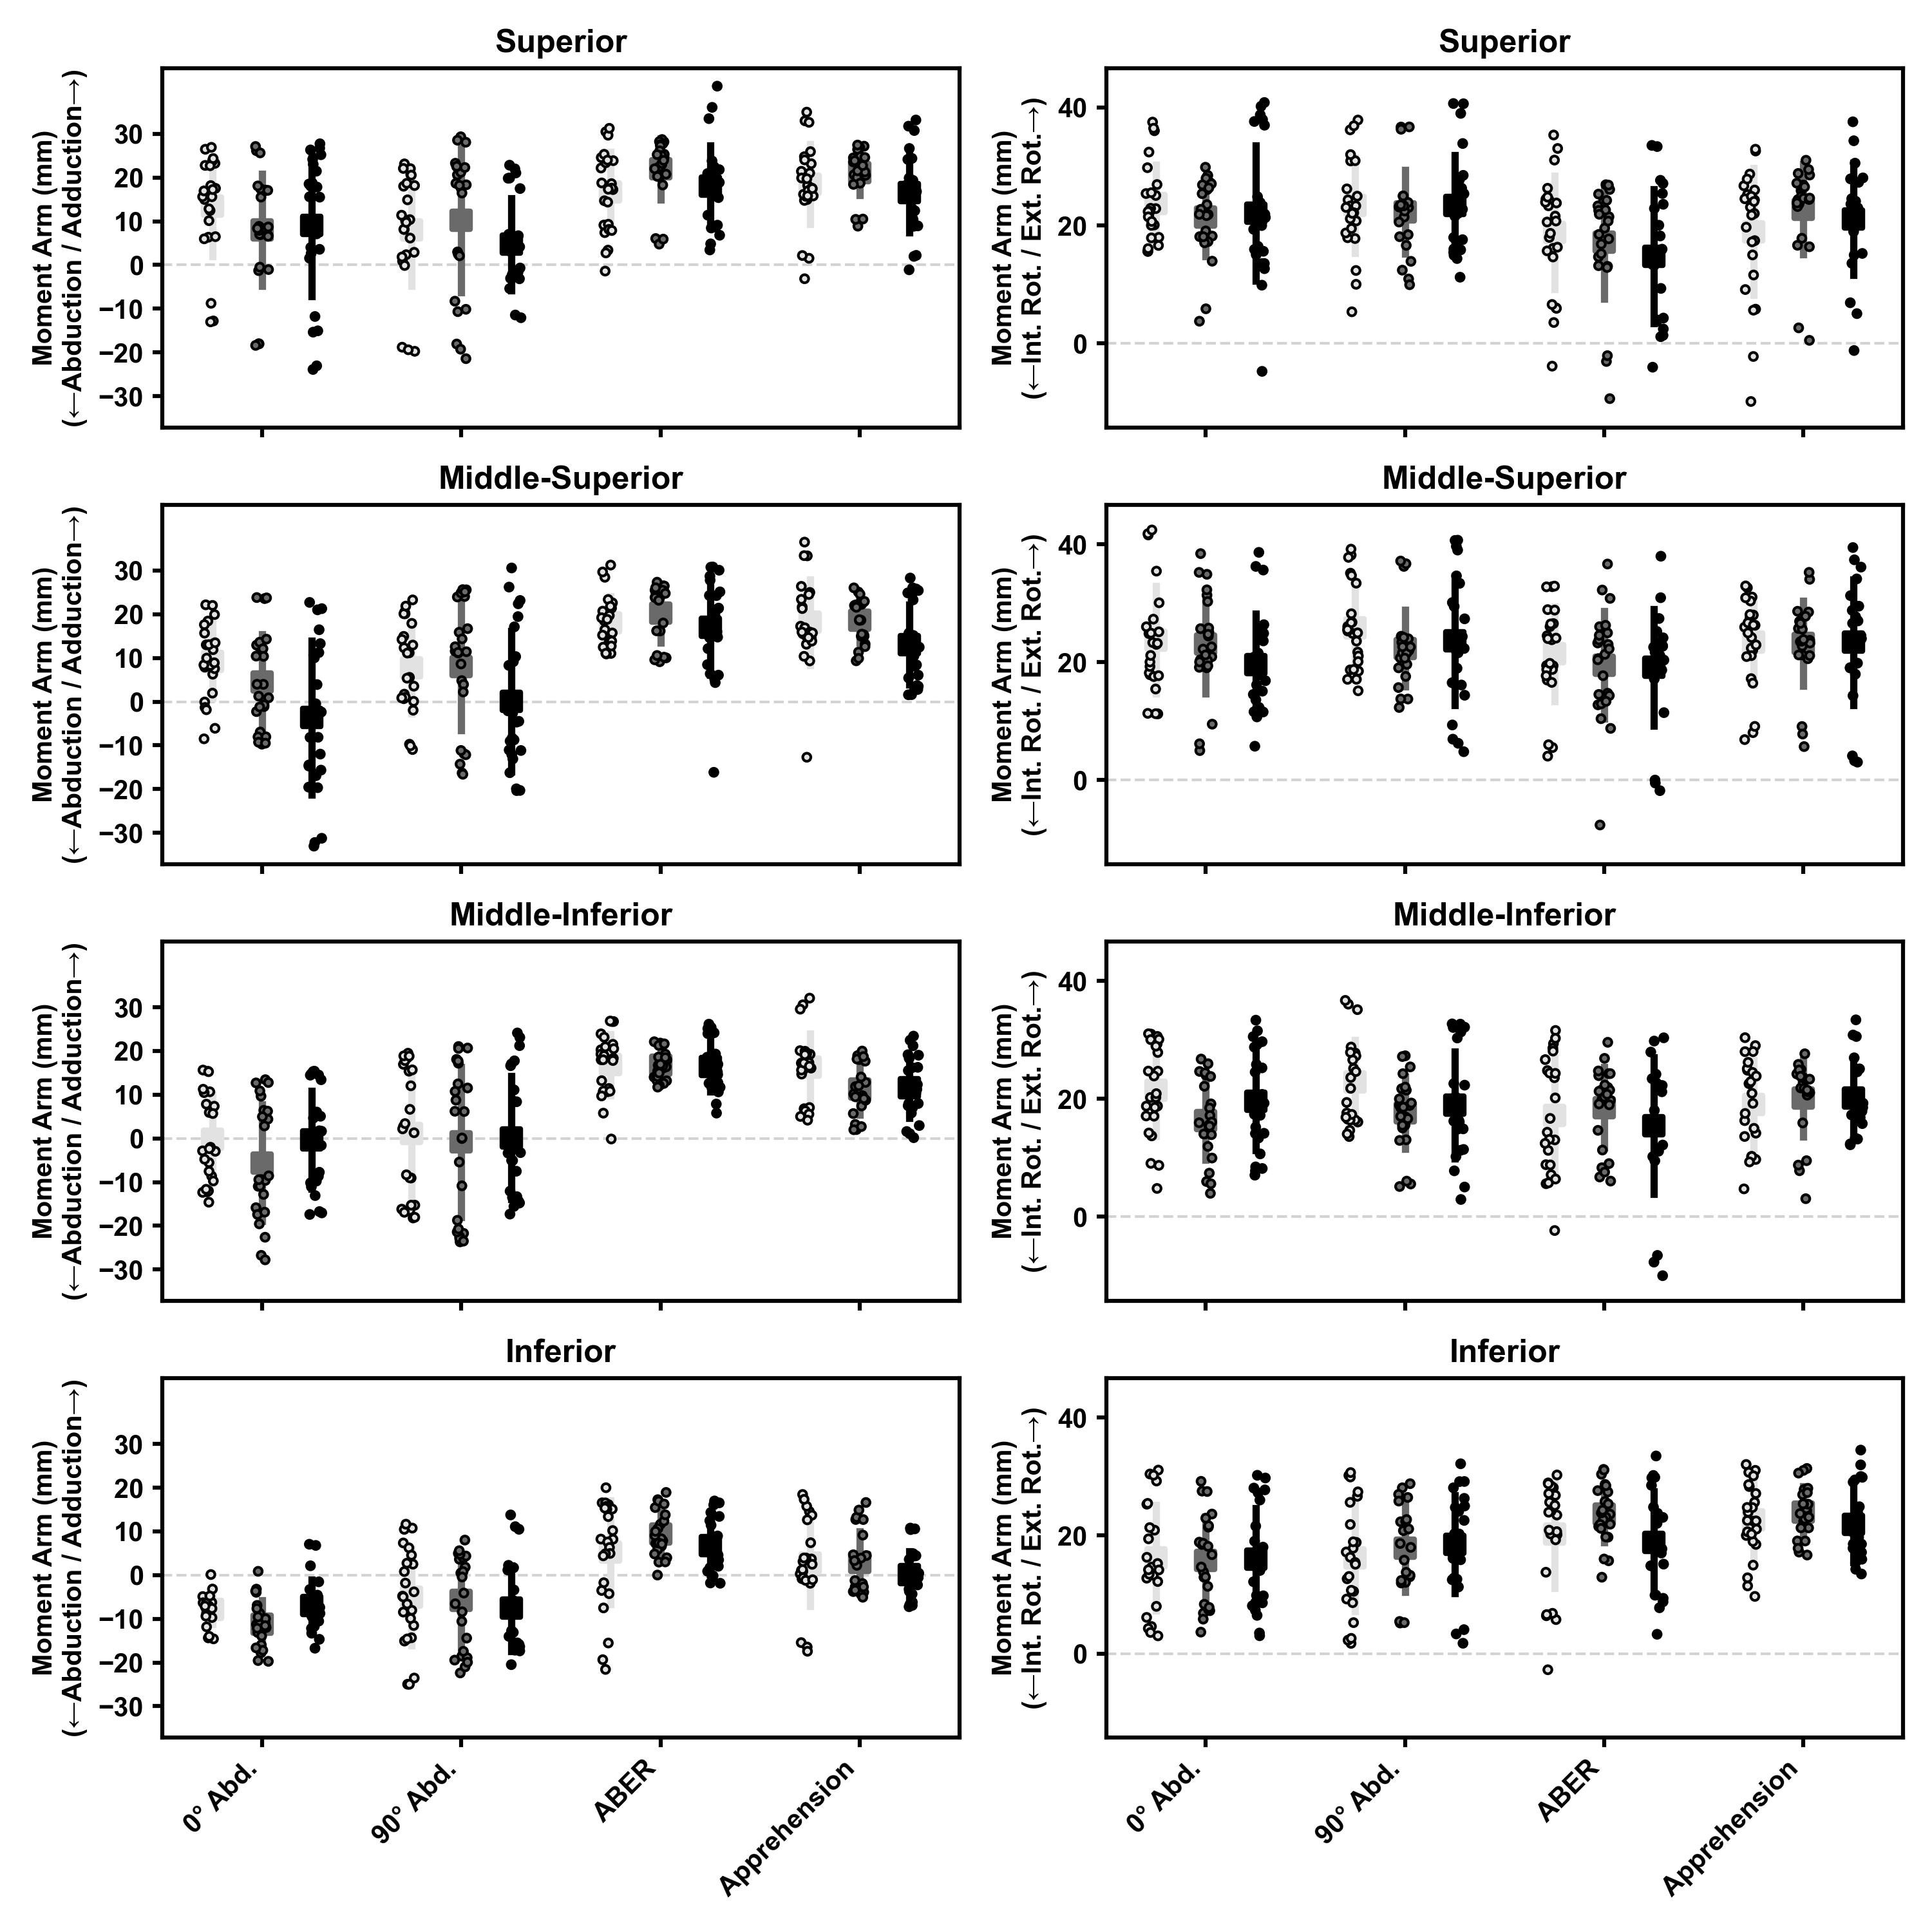 Superior
Moment Arm (mm)
(←Abduction / Adduction→)
30
20
10
0
−10
−20
−30
Superior
Moment Arm (mm)
(←Int. Rot. / Ext. Rot.→)
40
20
0
Middle-Superior
Moment Arm (mm)
(←Abduction / Adduction→)
30
20
10
0
−10
−20
−30
Middle-Superior
Moment Arm (mm)
(←Int. Rot. / Ext. Rot.→)
40
20
0
Middle-Inferior
Moment Arm (mm)
(←Abduction / Adduction→)
30
20
10
0
−10
−20
−30
Middle-Inferior
Moment Arm (mm)
(←Int. Rot. / Ext. Rot.→)
40
20
0
Inferior
Moment Arm (mm)
(←Abduction / Adduction→)
30
20
10
0
−10
−20
−30
0° Abd.
90° Abd.
ABER
Apprehension
Inferior
Moment Arm (mm)
(←Int. Rot. / Ext. Rot.→)
40
20
0
0° Abd.
90° Abd.
ABER
Apprehension